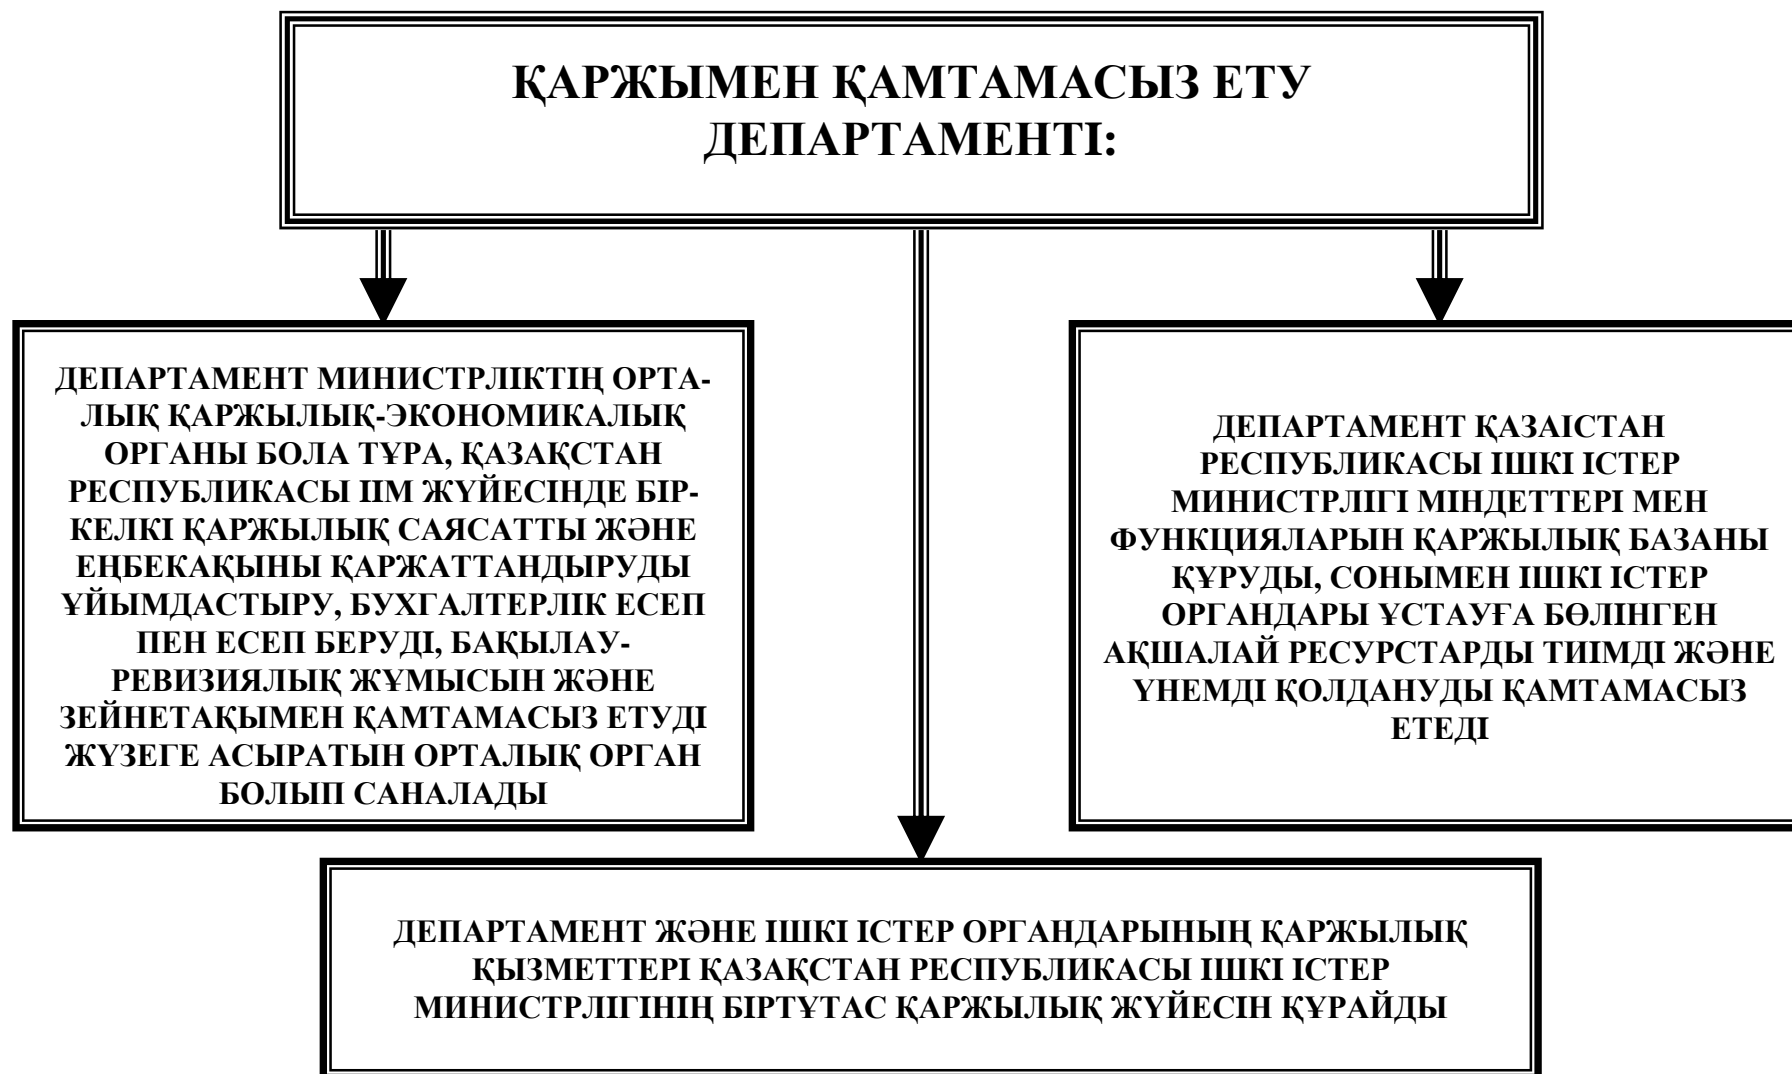 ҚАРЖЫМЕН ҚАМТАМАСЫЗ ЕТУ
ДЕПАРТАМЕНТІ:
ДЕПАРТАМЕНТ МИНИСТРЛІКТІҢ ОРТА-
ЛЫҚ ҚАРЖЫЛЫҚ-ЭКОНОМИКАЛЫҚ
ОРГАНЫ БОЛА ТҰРА, ҚАЗАҚСТАН
РЕСПУБЛИКАСЫ ІІМ ЖҮЙЕСІНДЕ БІР-
КЕЛКІ ҚАРЖЫЛЫҚ САЯСАТТЫ ЖӘНЕ
ЕҢБЕКАҚЫНЫ ҚАРЖАТТАНДЫРУДЫ
ҰЙЫМДАСТЫРУ, БУХГАЛТЕРЛІК ЕСЕП
ПЕН ЕСЕП БЕРУДІ, БАҚЫЛАУ-
РЕВИЗИЯЛЫҚ ЖҰМЫСЫН ЖӘНЕ
ЗЕЙНЕТАҚЫМЕН ҚАМТАМАСЫЗ ЕТУДІ
ЖҮЗЕГЕ АСЫРАТЫН ОРТАЛЫҚ ОРГАН
БОЛЫП САНАЛАДЫ
ДЕПАРТАМЕНТ ҚАЗАІСТАН
РЕСПУБЛИКАСЫ ІШКІ ІСТЕР
МИНИСТРЛІГІ МІНДЕТТЕРІ МЕН
ФУНКЦИЯЛАРЫН ҚАРЖЫЛЫҚ БАЗАНЫ
ҚҰРУДЫ, СОНЫМЕН ІШКІ ІСТЕР
ОРГАНДАРЫ ҰСТАУҒА БӨЛІНГЕН
АҚШАЛАЙ РЕСУРСТАРДЫ ТИІМДІ ЖӘНЕ
ҮНЕМДІ ҚОЛДАНУДЫ ҚАМТАМАСЫЗ
ЕТЕДІ
ДЕПАРТАМЕНТ ЖӘНЕ ІШКІ ІСТЕР ОРГАНДАРЫНЫҢ ҚАРЖЫЛЫҚ
ҚЫЗМЕТТЕРІ ҚАЗАҚСТАН РЕСПУБЛИКАСЫ ІШКІ ІСТЕР
МИНИСТРЛІГІНІҢ БІРТҰТАС ҚАРЖЫЛЫҚ ЖҮЙЕСІН ҚҰРАЙДЫ